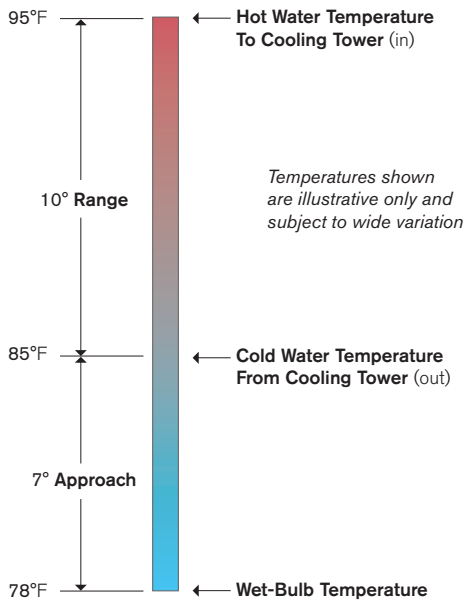 95°F
Hot Water Temperature
To Cooling Tower (in)
10° Range
Temperatures shown
are illustrative only and
subject to wide variation
85°F
Cold Water Temperature
From Cooling Tower (out)
7° Approach
78°F
Wet-Bulb Temperature